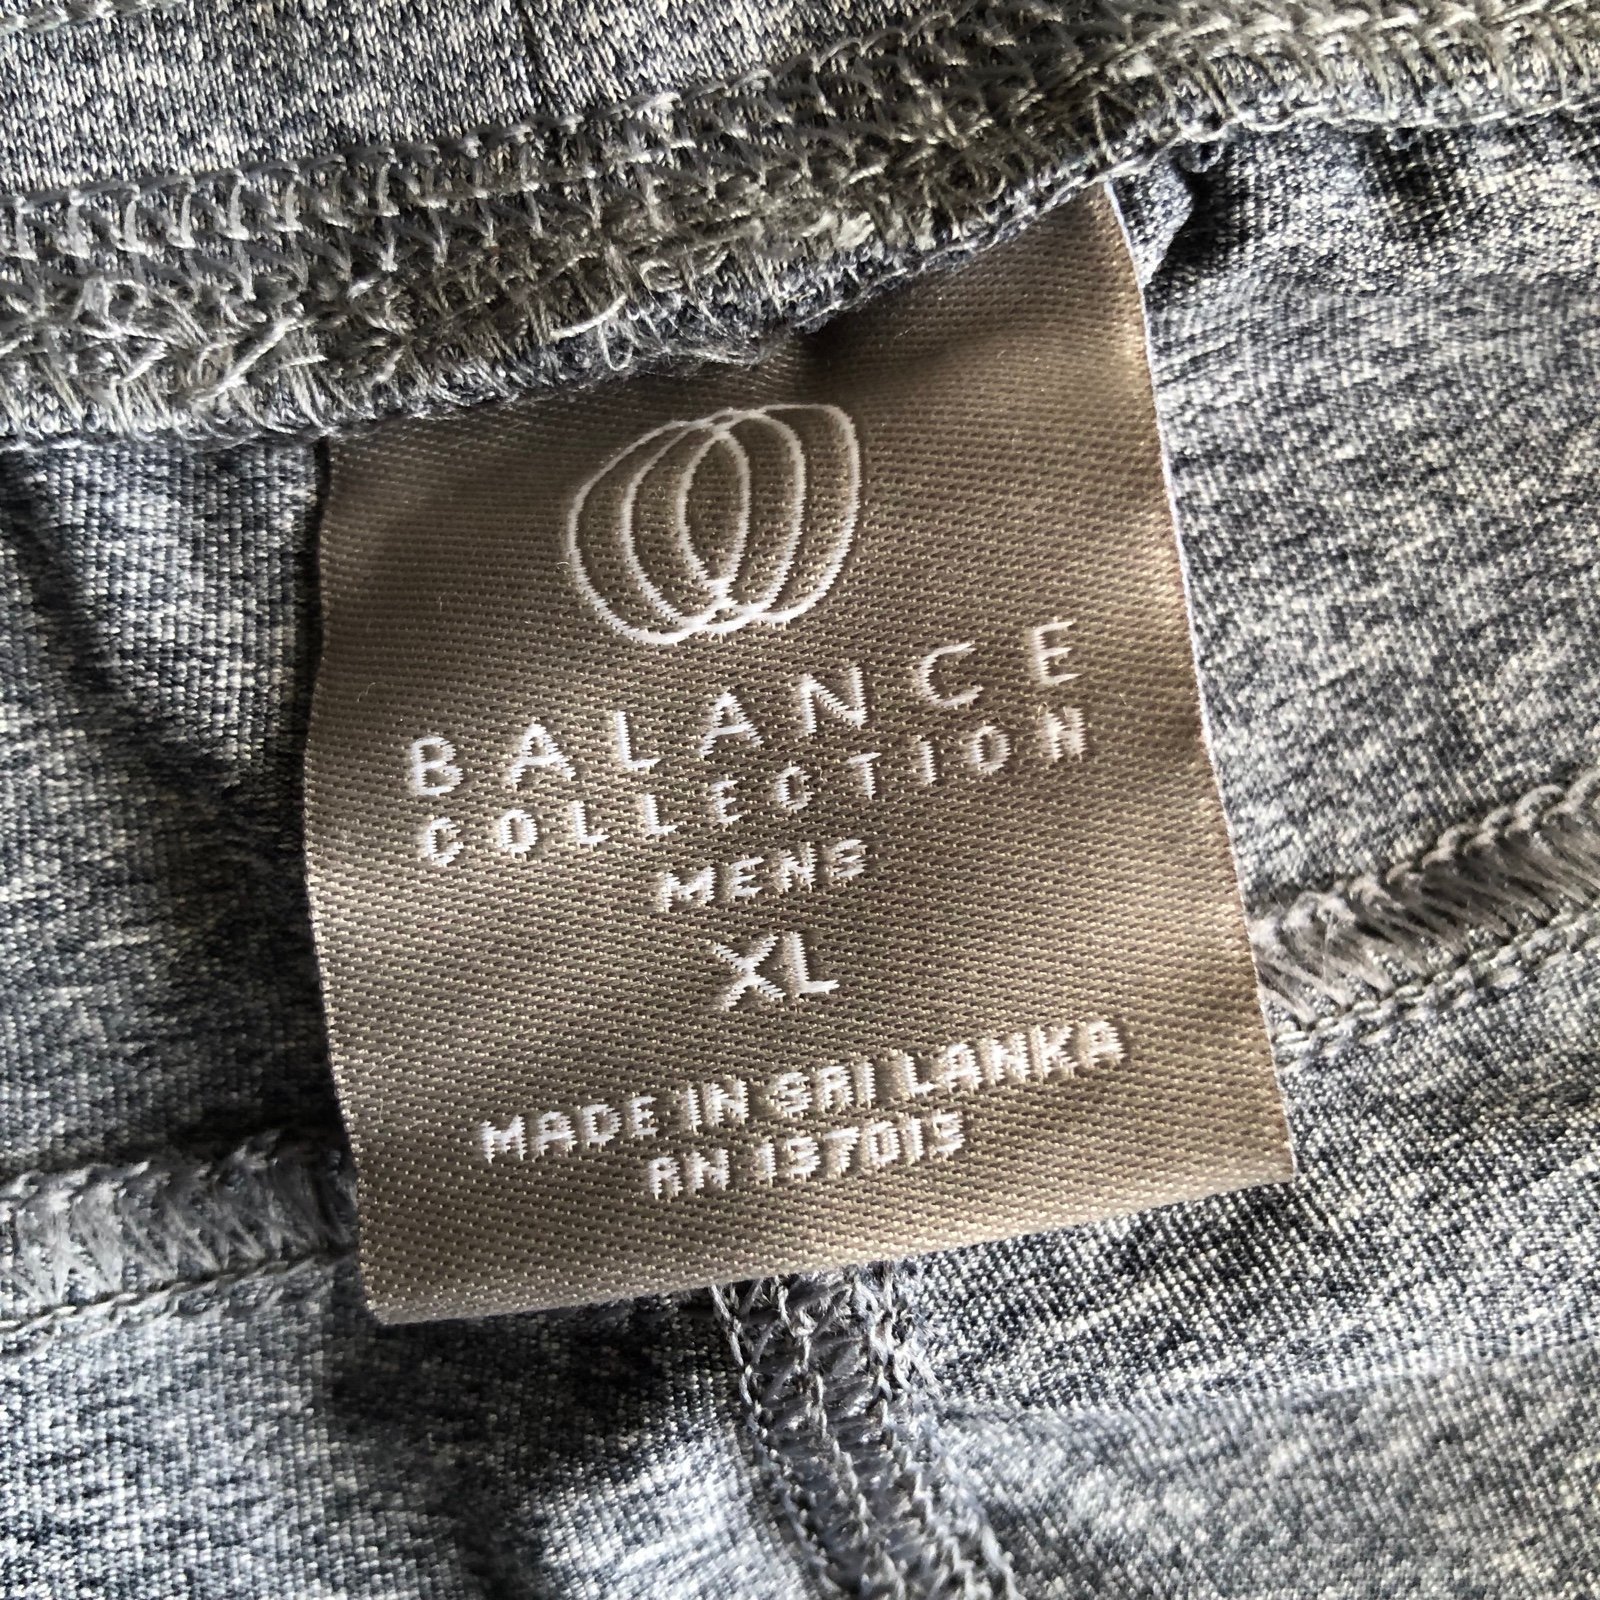 BALANCE
COLLECTION
MENS
XL
MADE IN SRI LANKA
RN 137015